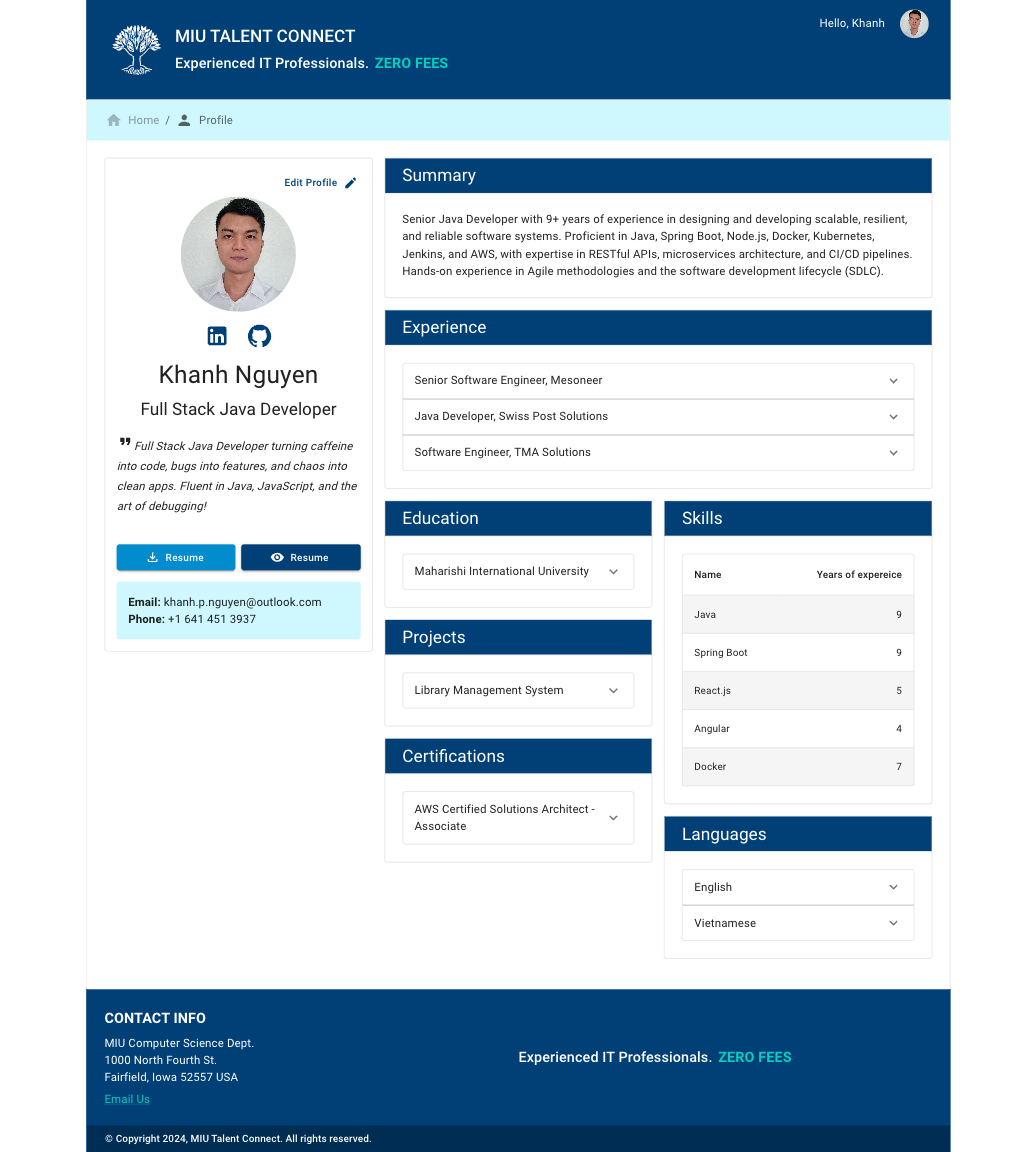 MIU TALENT CONNECT
Experienced IT Professionals. ZERO FEES
Hello, Khanh
Home / Profile
Edit Profile
Khanh Nguyen
Full Stack Java Developer
" Full Stack Java Developer turning caffeine
into code, bugs into features, and chaos into
clean apps. Fluent in Java, JavaScript, and the
art of debugging!
Resume
Resume
Email: khanh.p.nguyen@outlook.com
Phone: +1 641 451 3937
Summary
Senior Java Developer with 9+ years of experience in designing and developing scalable, resilient,
and reliable software systems. Proficient in Java, Spring Boot, Node.js, Docker, Kubernetes,
Jenkins, and AWS, with expertise in RESTful APIs, microservices architecture, and CI/CD pipelines.
Hands-on experience in Agile methodologies and the software development lifecycle (SDLC).
Experience
Senior Software Engineer, Mesoneer
Java Developer, Swiss Post Solutions
Software Engineer, TMA Solutions
Education
Maharishi International University
Projects
Library Management System
Certifications
AWS Certified Solutions Architect -
Associate
Skills
Name Years of expereice
Java 9
Spring Boot 9
React.js 5
Angular 4
Docker 7
Languages
English
Vietnamese
CONTACT INFO
MIU Computer Science Dept.
1000 North Fourth St.
Fairfield, Iowa 52557 USA
Email Us
Experienced IT Professionals. ZERO FEES
© Copyright 2024, MIU Talent Connect. All rights reserved.